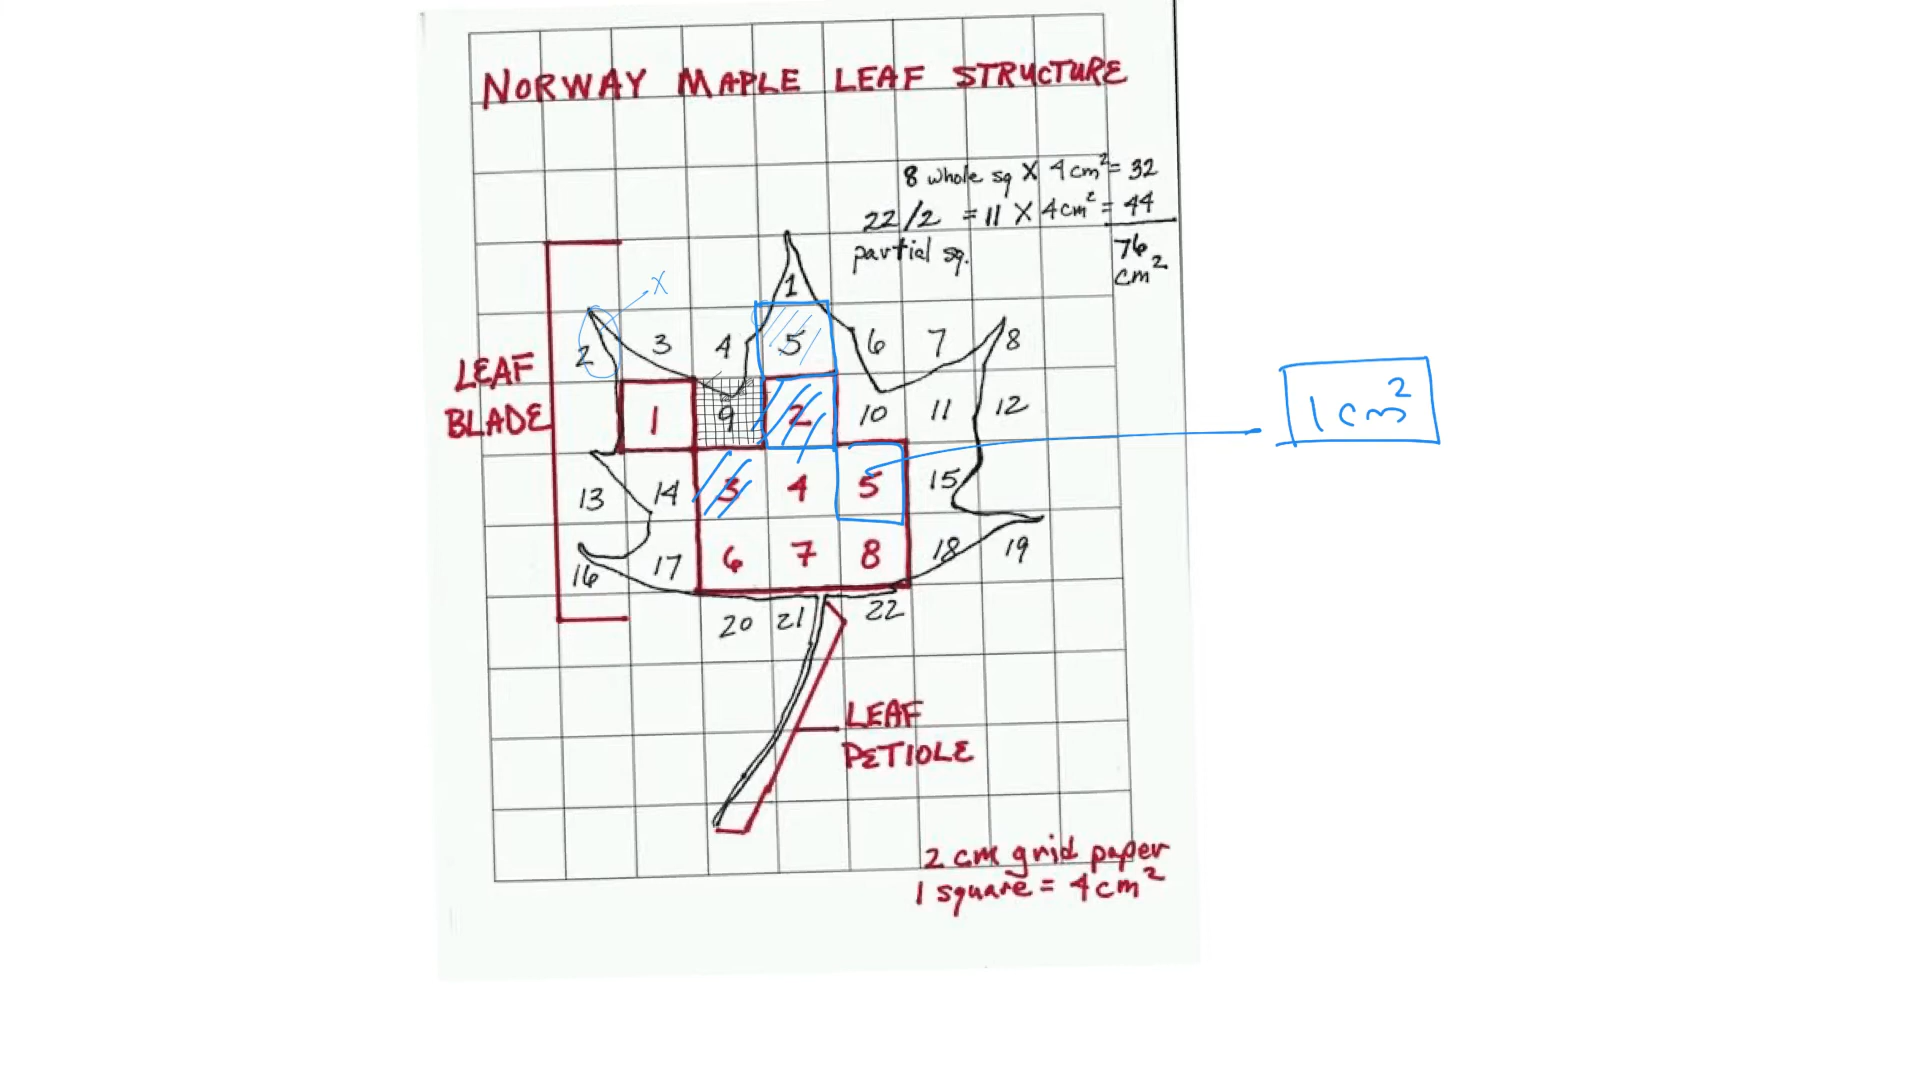 NORWAY MAPLE LEAF STRUCTURE
8 whole sq X 4cm²= 32
22/2 = 11 X 4cm² = 44
partial sq.
76
cm²
X
1
2 3 4 5 6 7 8
LEAF
BLADE
1 9 2 10 11 12
1cm²
13 14 3 4 5 15
16 17 6 7 8 18 19
20 21 22
LEAF
PETIOLE
2 cm grid paper
1 square = 4cm²